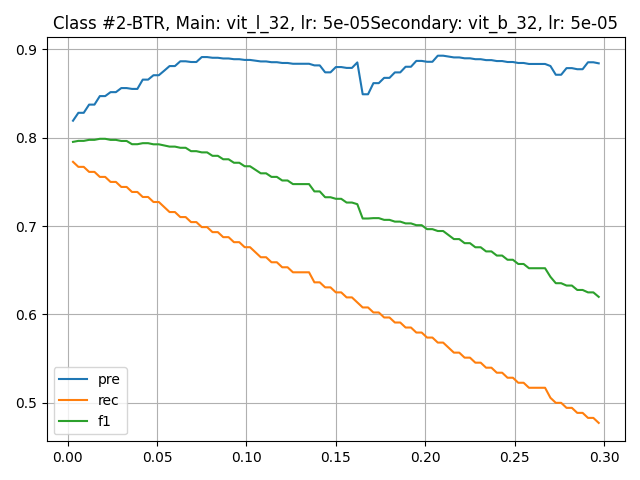 Class #2-BTR, Main: vit_l_32, lr: 5e-05Secondary: vit_b_32, lr: 5e-05
0.9
0.8
0.7
0.6
0.5
pre
rec
f1
0.00 0.05 0.10 0.15 0.20 0.25 0.30